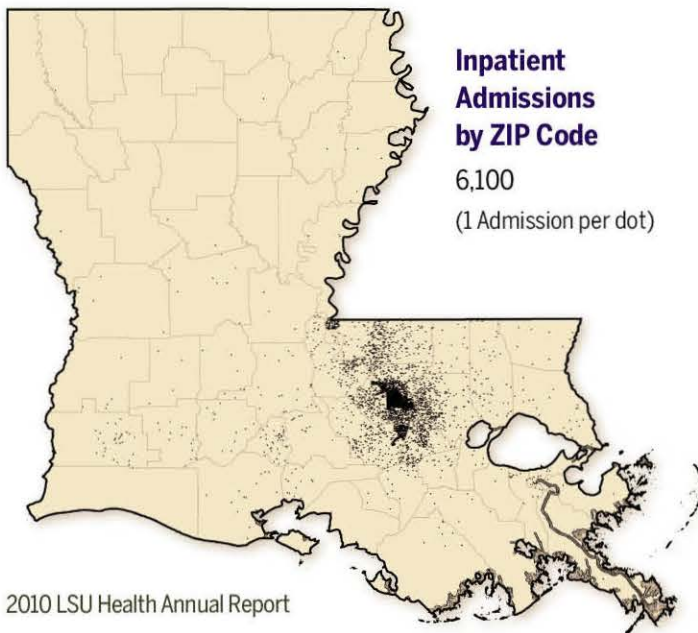 Inpatient
Admissions
by ZIP Code
6,100
(1 Admission per dot)
2010 LSU Health Annual Report